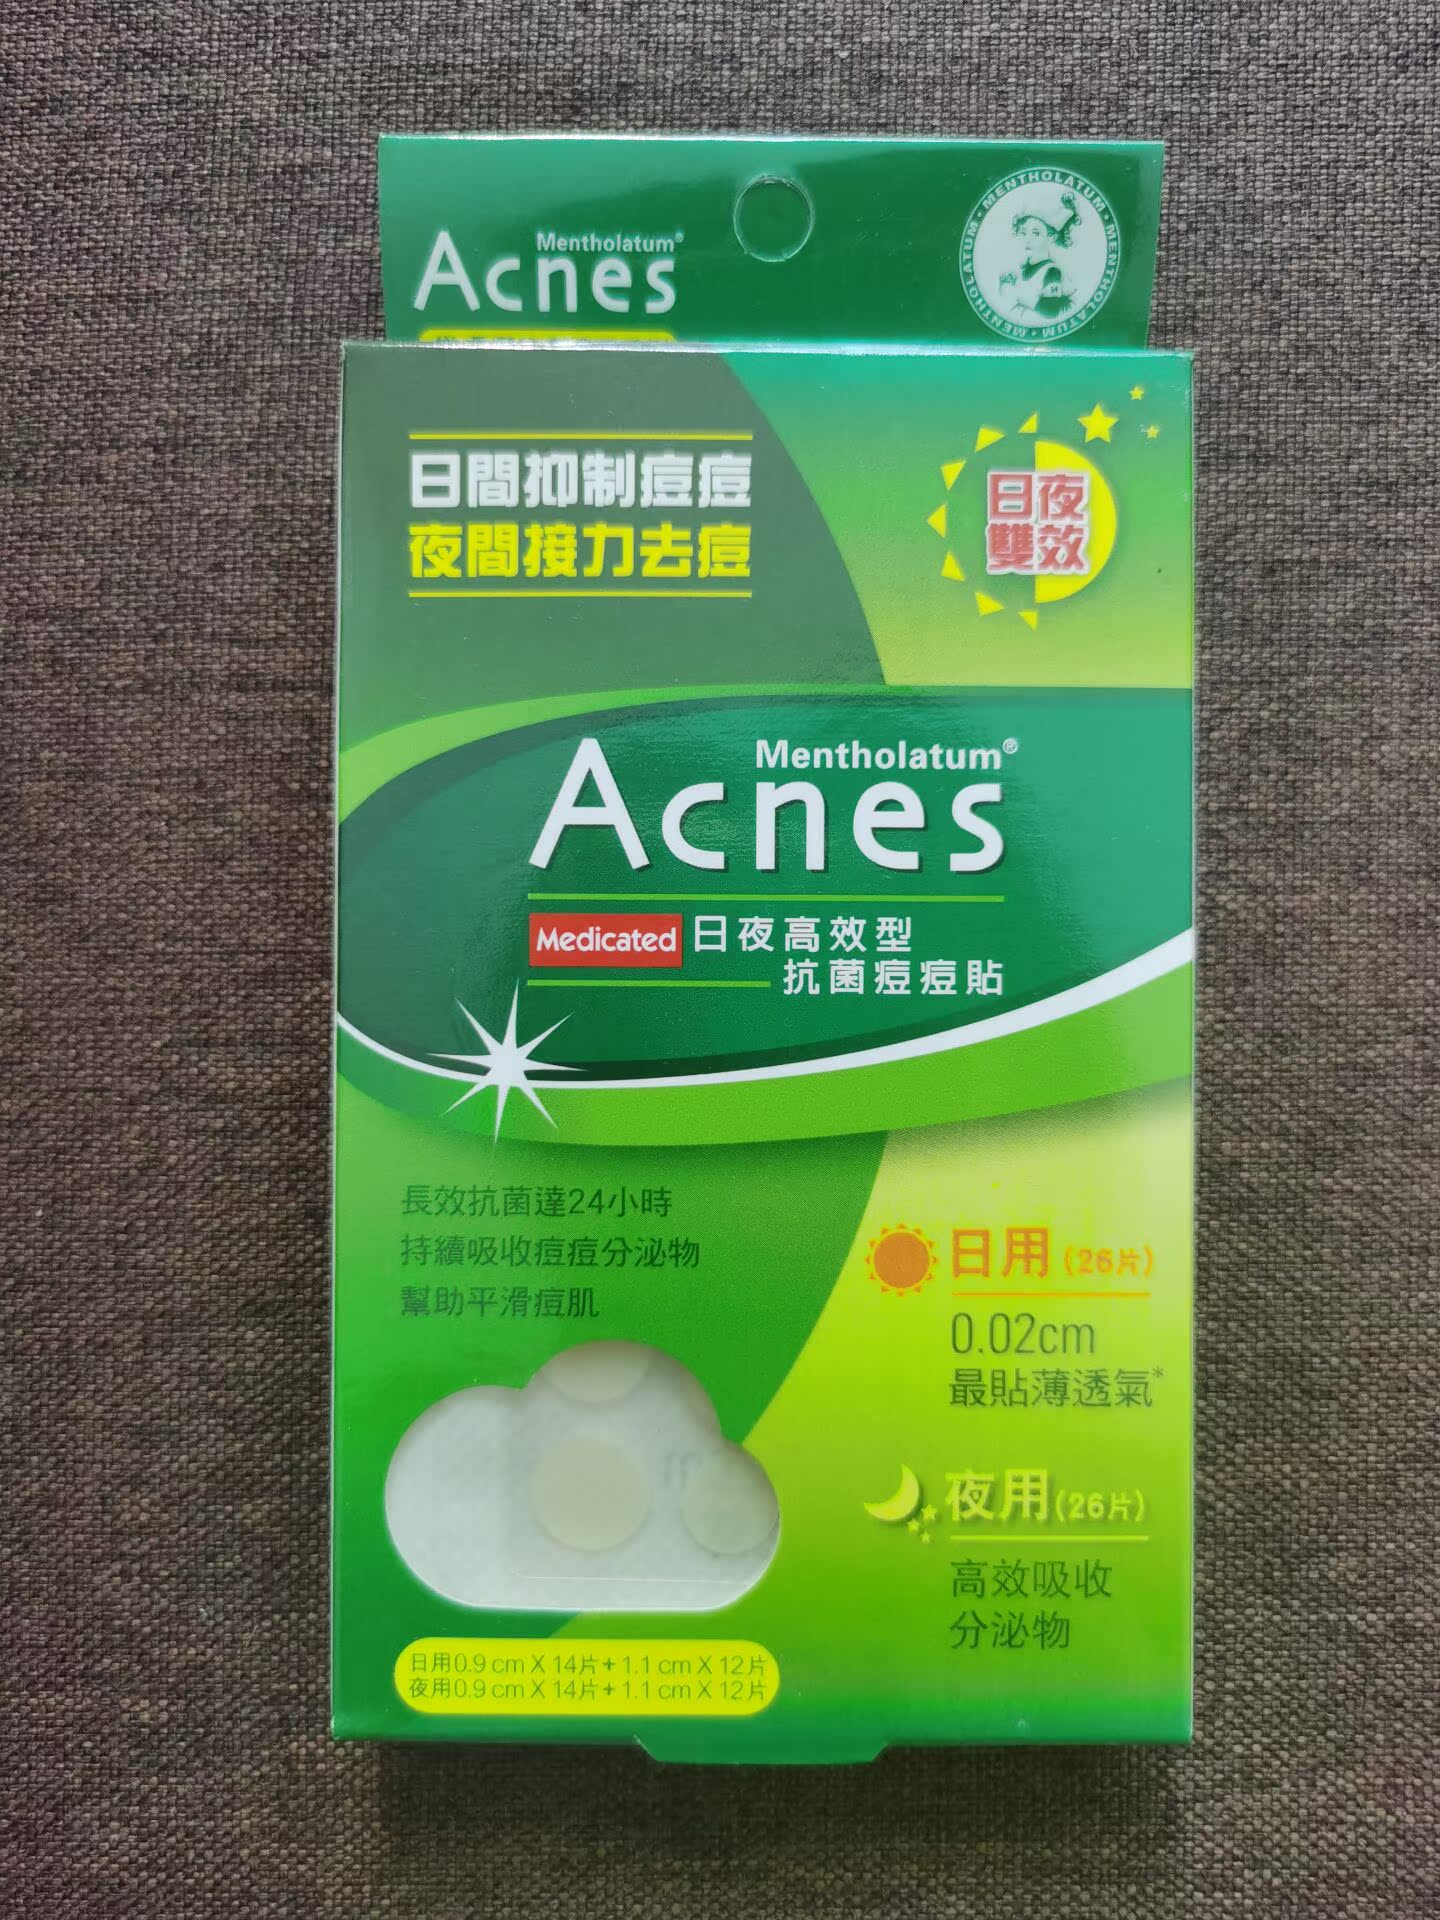 Mentholatum®
Acnes
MENTHOLATUM • MENTHOLATUM • MENTHOLATUM •
日間抑制痘痘
夜間接力去痘
日夜
雙效
Mentholatum®
Acnes
Medicated 日夜高效型
抗菌痘痘貼
長效抗菌達24小時
持續吸收痘痘分泌物
幫助平滑痘肌
日用(26片)
0.02cm
最貼薄透氣*
夜用(26片)
高效吸收
分泌物
日用0.9 cm X 14片+1.1 cm X 12片
夜用0.9 cm X 14片+1.1 cm X 12片